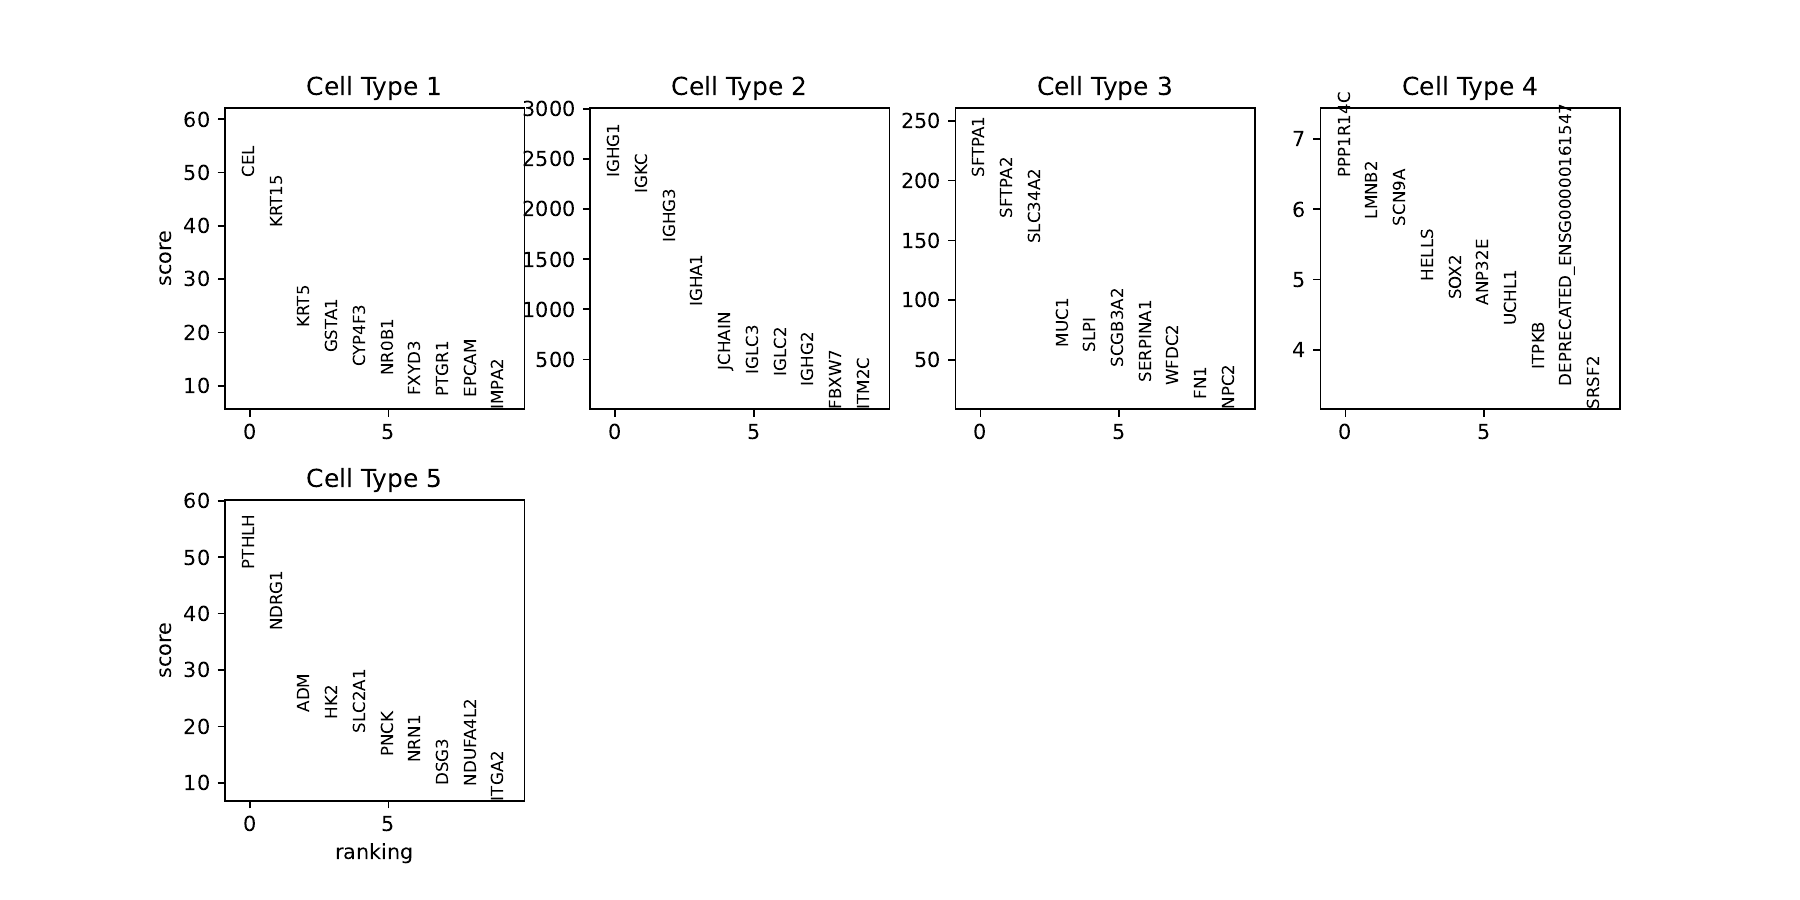 Cell Type 1
60
50
40
30
20
10
score
CEL
KRT15
KRT5
GSTA1
CYP4F3
NR0B1
FXYD3
PTGR1
EPCAM
IMPA2
0
5
Cell Type 2
3000
2500
2000
1500
1000
500
IGHG1
IGKC
IGHG3
IGHA1
JCHAIN
IGLC3
IGLC2
IGHG2
FBXW7
ITM2C
0
5
Cell Type 3
250
200
150
100
50
SFTPA1
SFTPA2
SLC34A2
MUC1
SLPI
SCGB3A2
SERPINA1
WFDC2
FN1
NPC2
0
5
Cell Type 4
7
6
5
4
PPP1R14C
LMNB2
SCN9A
HELLS
SOX2
ANP32E
UCHL1
ITPKB
DEPRECATED_ENSG00000161547
SRSF2
0
5
Cell Type 5
60
50
40
30
20
10
score
PTHLH
NDRG1
ADM
HK2
SLC2A1
PNCK
NRN1
DSG3
NDUFA4L2
ITGA2
0
5
ranking